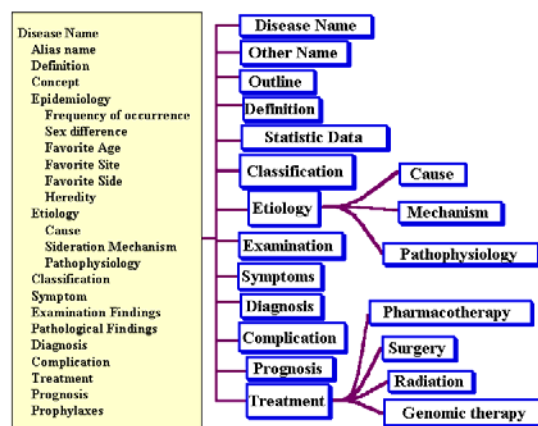 Disease Name
Alias name
Definition
Concept
Epidemiology
Frequency of occurrence
Sex difference
Favorite Age
Favorite Site
Favorite Side
Heredity
Etiology
Cause
Sideration Mechanism
Pathophysiology
Classification
Symptom
Examination Findings
Pathological Findings
Diagnosis
Complication
Treatment
Prognosis
Prophylaxes
Disease Name
Other Name
Outline
Definition
Statistic Data
Classification
Etiology
Cause
Mechanism
Pathophysiology
Examination
Symptoms
Diagnosis
Complication
Prognosis
Treatment
Pharmacotherapy
Surgery
Radiation
Genomic therapy